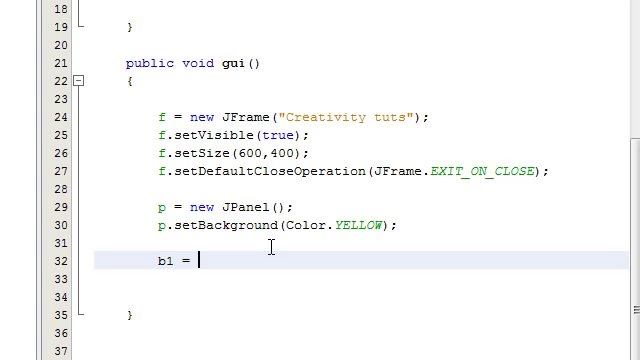 18
19 }
20
21 public void gui()
22 {
23
24 f = new JFrame("Creativity tuts");
25 f.setVisible(true);
26 f.setSize(600,400);
27 f.setDefaultCloseOperation(JFrame.EXIT_ON_CLOSE);
28
29 p = new JPanel();
30 p.setBackground(Color.YELLOW);
31
32 b1 =
33
34
35 }
36
37